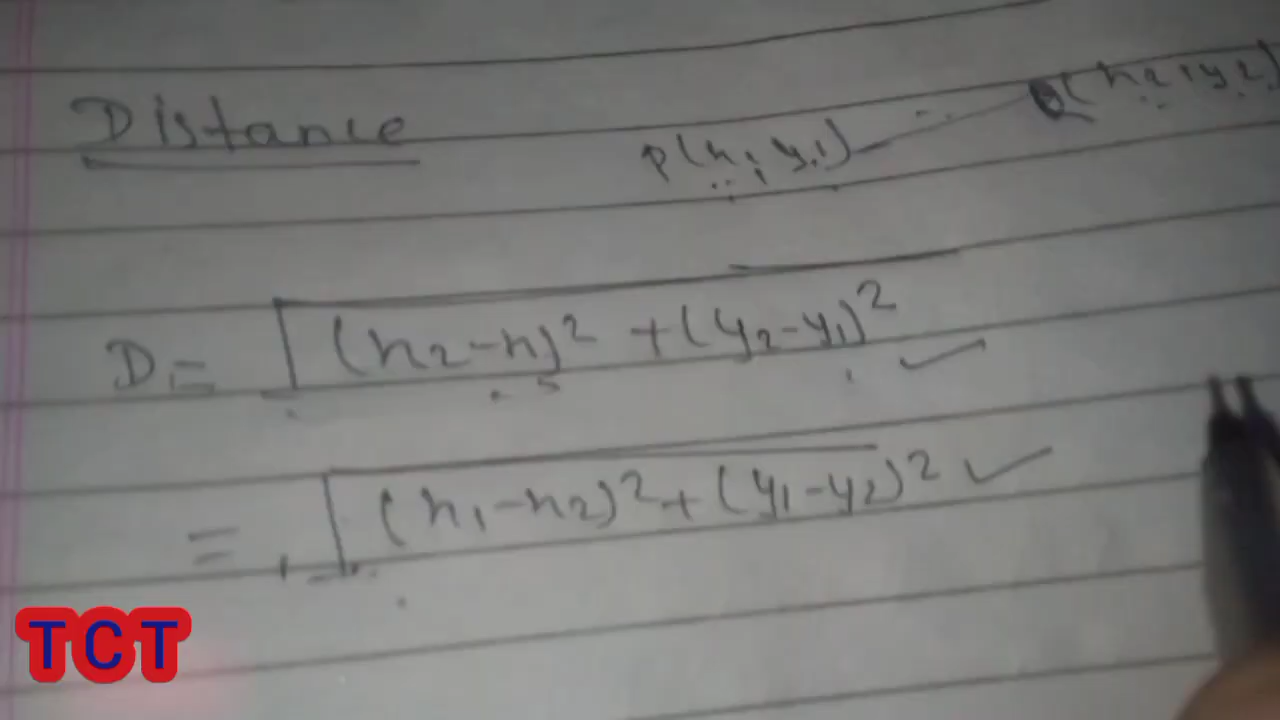 Distance
P(x1, y1) Q(x2, y2)
D = √(x2-x1)² + (y2-y1)²
= √(x1-x2)² + (y1-y2)²
TCT